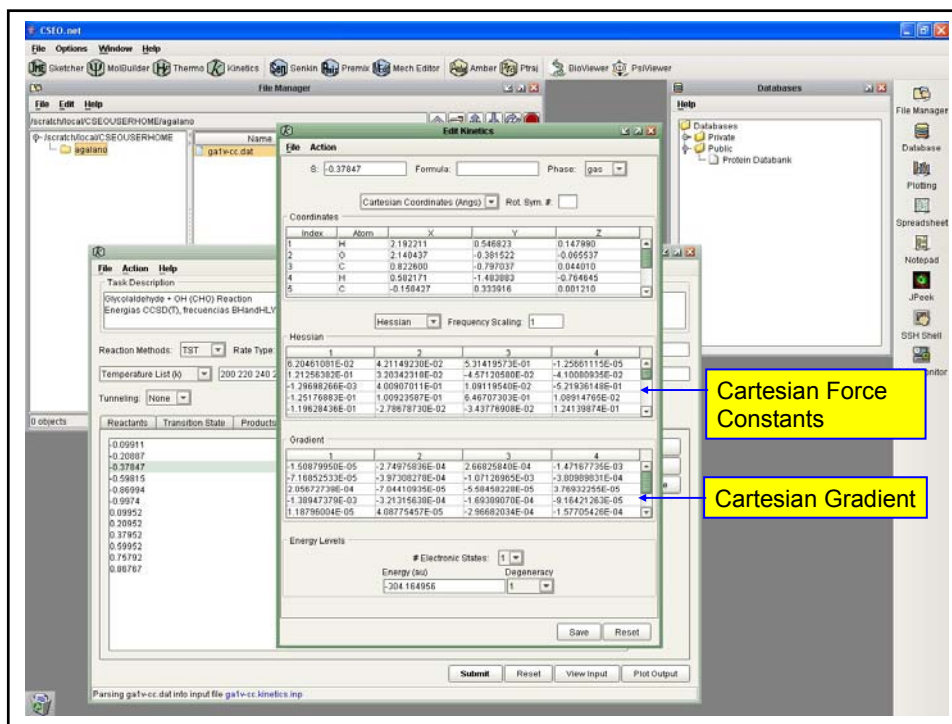 CSEO.net
File Options Window Help
Sketcher MolBuilder Thermo Kinetics Senkin Premix Mech Editor Amber Ptraj BioViewer PsiViewer
File Manager
File Edit Help
/scratch/local/CSEOUSERHOME/agalano
/scratch/local/CSEOUSERHOME
agalano
Name
ga1v-cc.dat
0 objects
Databases
Help
Databases
Private
Public
Protein Databank
File Manager
Database
Plotting
Spreadsheet
Notepad
JPeek
SSH Shell
File Action Help
Task Description
Glycolaldehyde + OH (CHO) Reaction
Energias CCSD(T), frecuencias BHandHLY
Reaction Methods: TST Rate Type:
Temperature List (k) 200 220 240
Tunneling: None
Reactants Transition State Products
-0.09911
-0.20887
-0.37847
-0.59815
-0.86994
-0.9974
0.09952
0.20952
0.37952
0.59952
0.75792
0.86767
Submit Reset View Input Plot Output
Parsing ga1v-cc.dat into input file ga1v-cc.kinetics.inp
Edit Kinetics
File Action
S: -0.37847 Formula: Phase: gas
Cartesian Coordinates (Angs) Rot. Sym. #:
Coordinates
Index Atom X Y Z
1 H 2.192211 0.546823 0.147990
2 O 2.140437 -0.381522 -0.065537
3 C 0.822600 -0.797037 0.044010
4 H 0.582171 -1.483883 -0.764645
5 C -0.158427 0.333916 0.001210
Hessian Frequency Scaling: 1
Hessian
1 2 3 4
6.20461081E-02 4.21149230E-02 5.31419573E-01 -1.25661115E-05
1.21256382E-01 3.20342318E-02 -4.57120580E-02 -4.10080935E-02
-1.29698266E-03 4.00907011E-01 1.09119540E-02 -5.21936148E-01
-1.25176883E-01 1.00923587E-01 6.46707303E-01 1.08914765E-02
-1.19628436E-01 -2.78678730E-02 -3.43776908E-02 1.24139874E-01
Gradient
1 2 3 4
-1.50879950E-05 -2.74975836E-04 2.66825840E-04 -1.47167735E-03
-7.16852533E-05 -3.97308278E-04 -1.07126965E-03 -3.80989831E-04
2.05672739E-04 -7.04410935E-05 -5.58458228E-05 3.76932255E-05
-1.38947379E-03 -3.21315639E-04 -1.69389070E-04 -9.16421263E-05
1.18796004E-05 4.08775457E-05 -2.96682034E-04 -1.57705426E-04
Energy Levels
# Electronic States: 1
Energy (au) Degeneracy
-304.164956 1
Save Reset
Cartesian Force
Constants
Cartesian Gradient